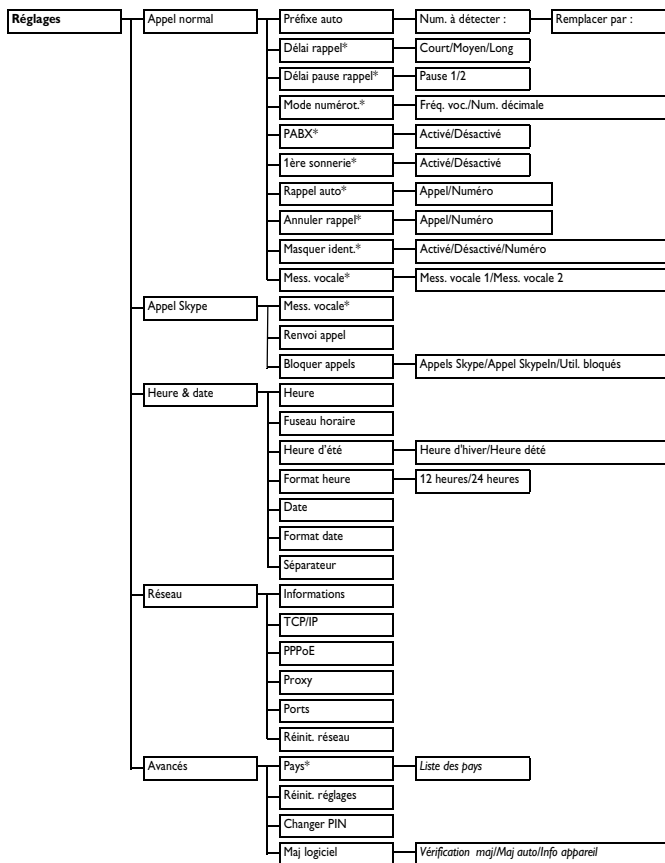 Réglages Appel normal Préfixe auto Num. à détecter : Remplacer par :
Délai rappel* Court/Moyen/Long
Délai pause rappel* Pause 1/2
Mode numérot.* Fréq. voc./Num. décimale
PABX* Activé/Désactivé
1ère sonnerie* Activé/Désactivé
Rappel auto* Appel/Numéro
Annuler rappel* Appel/Numéro
Masquer ident.* Activé/Désactivé/Numéro
Mess. vocale* Mess. vocale 1/Mess. vocale 2
Appel Skype Mess. vocale*
Renvoi appel
Bloquer appels Appels Skype/Appel SkypeIn/Util. bloqués
Heure & date Heure
Fuseau horaire
Heure d'été Heure d'hiver/Heure dété
Format heure 12 heures/24 heures
Date
Format date
Séparateur
Réseau Informations
TCP/IP
PPPoE
Proxy
Ports
Réinit. réseau
Avancés Pays* Liste des pays
Réinit. réglages
Changer PIN
Maj logiciel Vérification maj/Maj auto/Info appareil